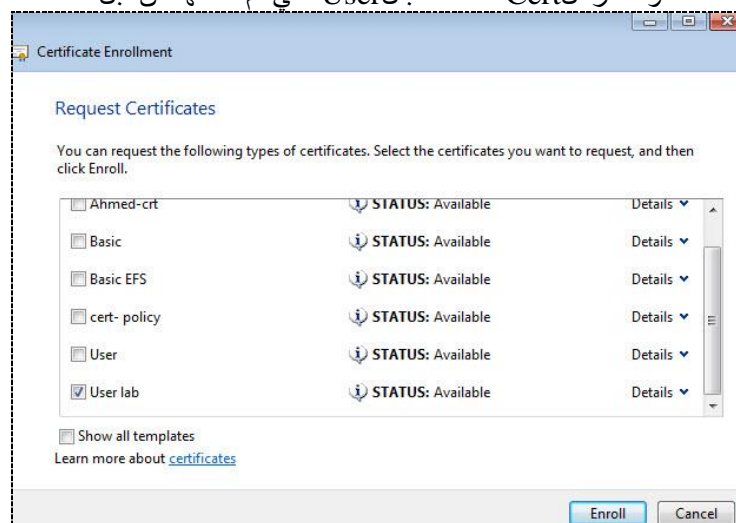 Cert
User
Certificate Enrollment
Request Certificates
You can request the following types of certificates. Select the certificates you want to request, and then
click Enroll.
Ahmed-crt STATUS: Available Details
Basic STATUS: Available Details
Basic EFS STATUS: Available Details
cert- policy STATUS: Available Details
User STATUS: Available Details
User lab STATUS: Available Details
Show all templates
Learn more about certificates
Enroll Cancel